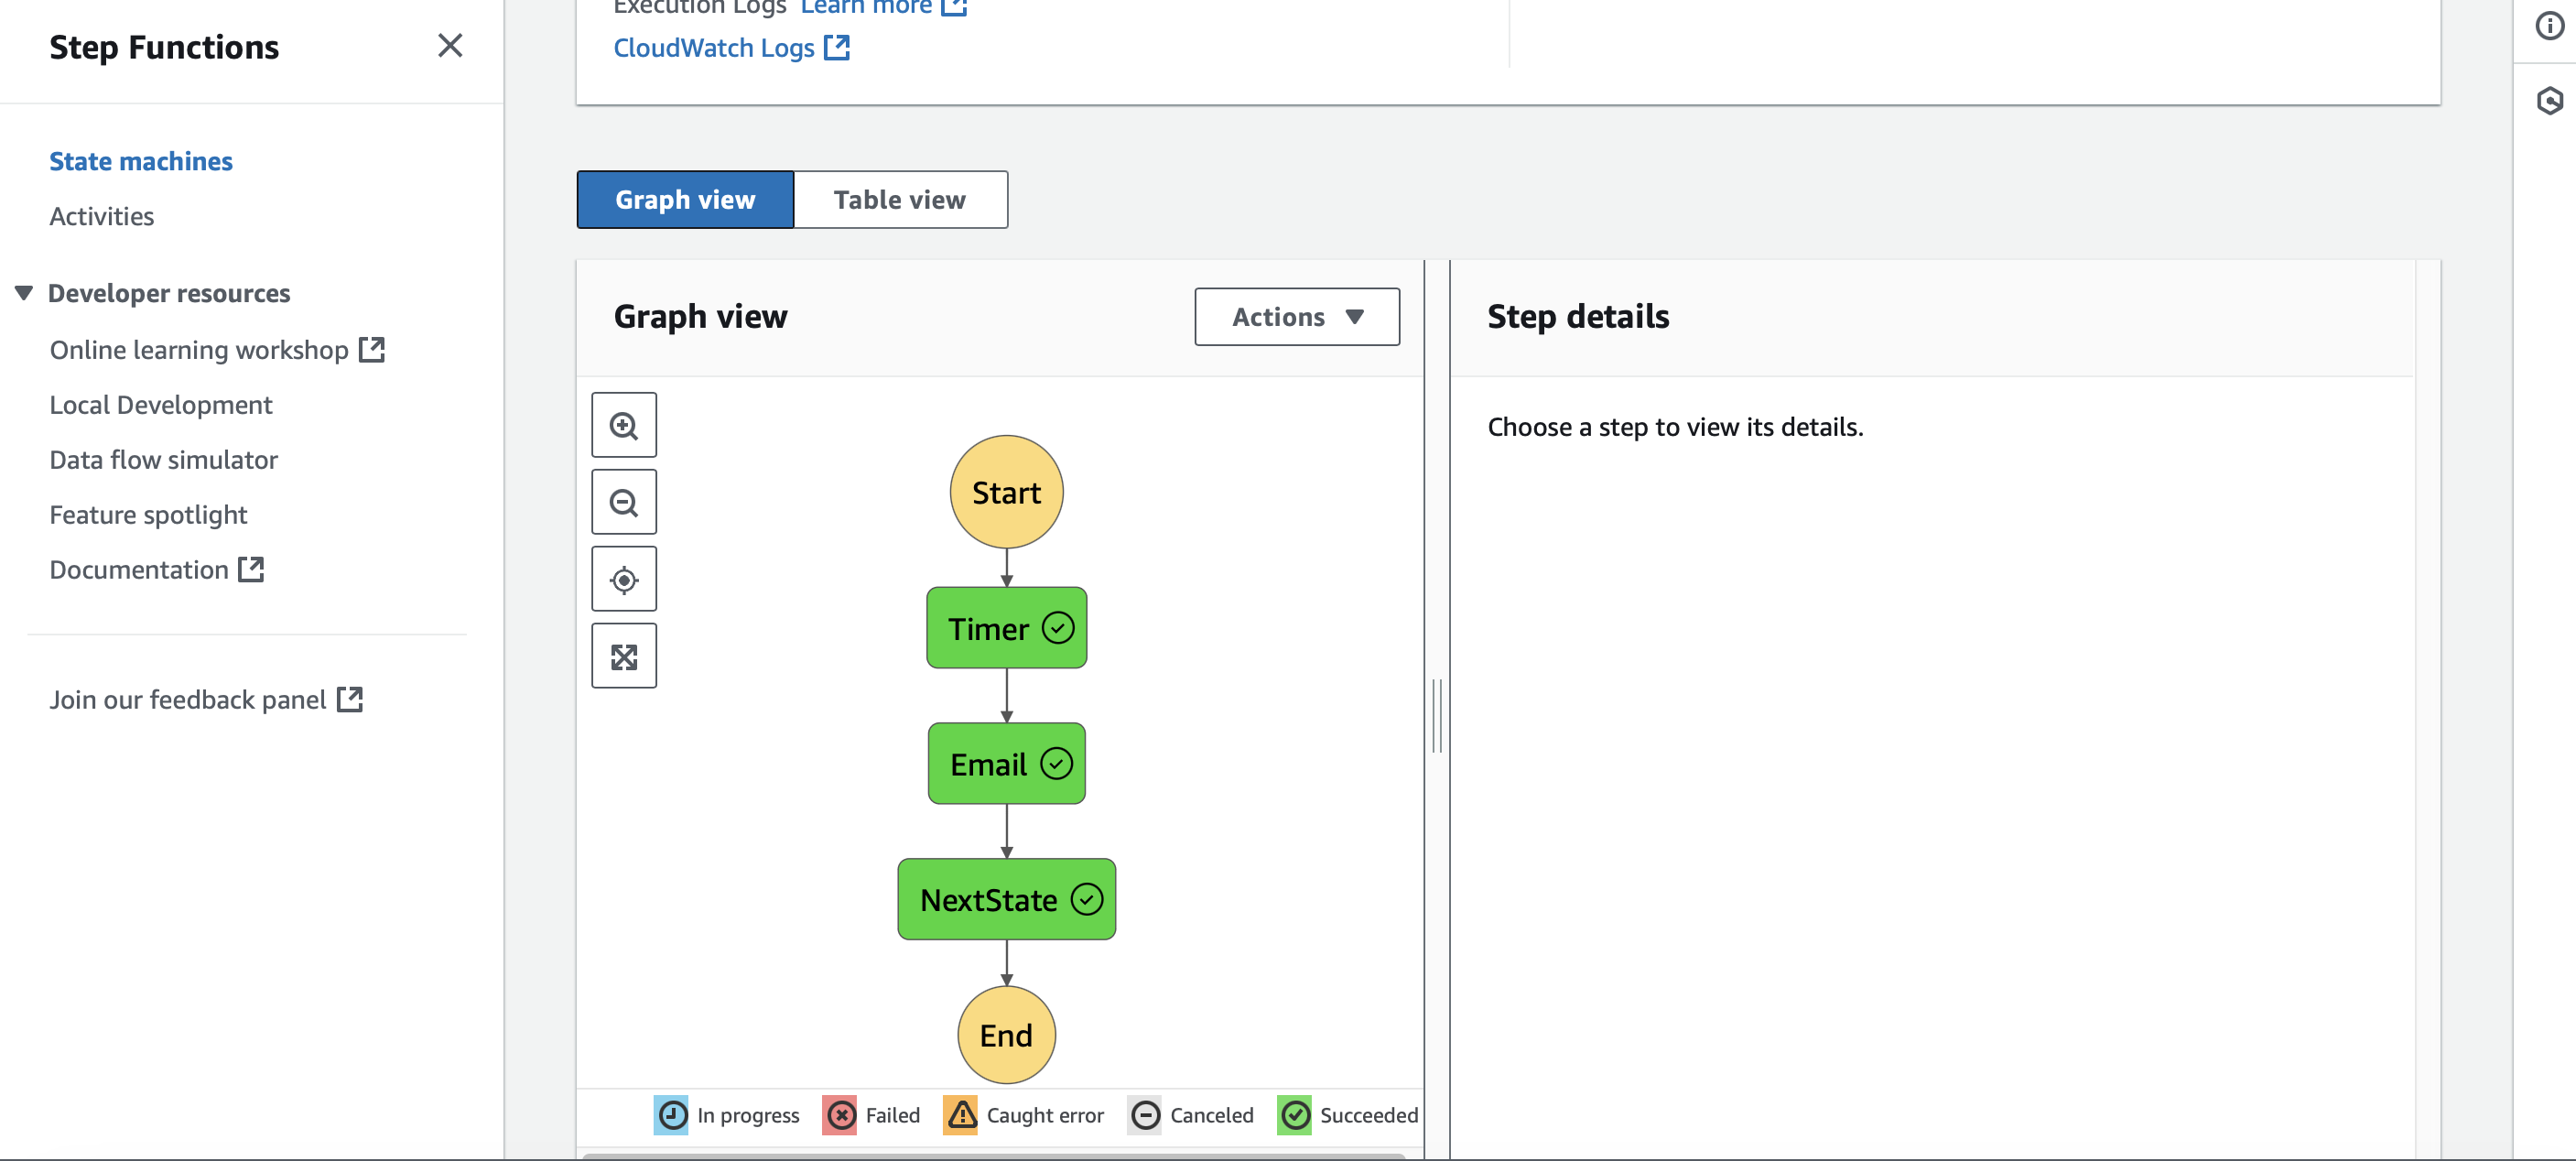 Step Functions
State machines
Activities
Developer resources
Online learning workshop
Local Development
Data flow simulator
Feature spotlight
Documentation
Join our feedback panel
Execution Logs Learn more
CloudWatch Logs
Graph view Table view
Graph view Actions
Start
Timer
Email
NextState
End
In progress Failed Caught error Canceled Succeeded
Step details
Choose a step to view its details.